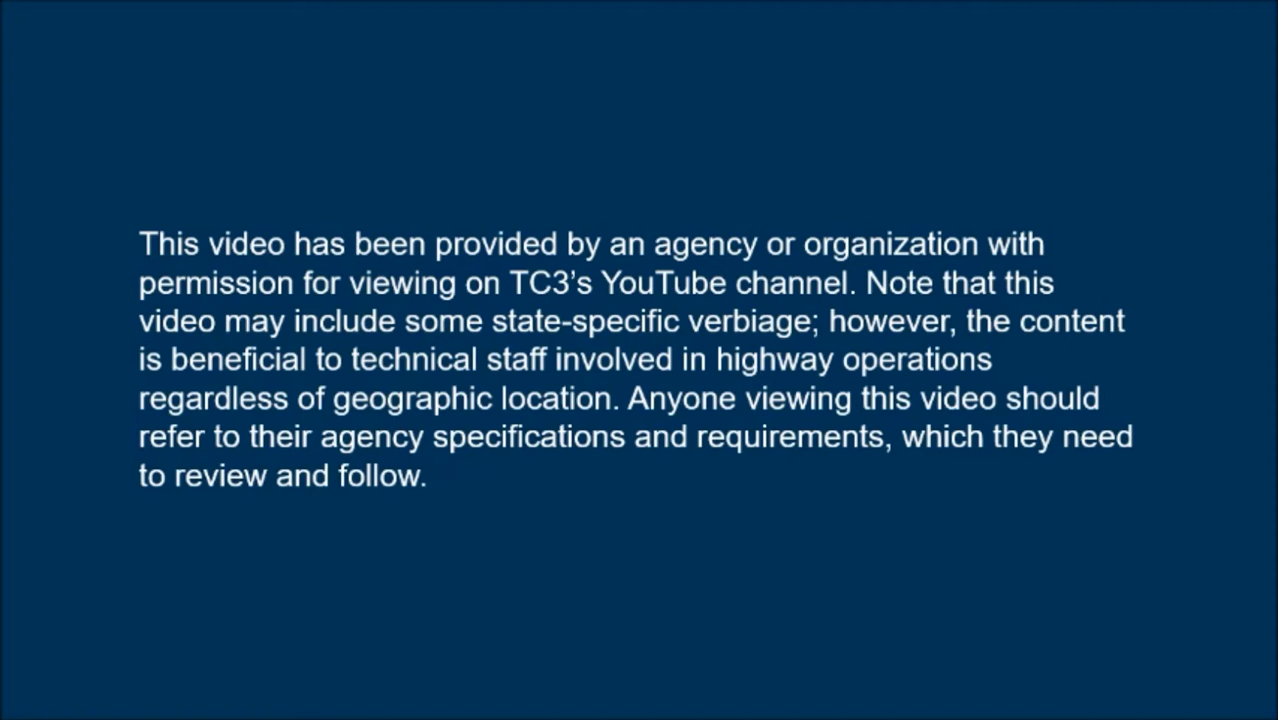 This video has been provided by an agency or organization with
permission for viewing on TC3’s YouTube channel. Note that this
video may include some state-specific verbiage; however, the content
is beneficial to technical staff involved in highway operations
regardless of geographic location. Anyone viewing this video should
refer to their agency specifications and requirements, which they need
to review and follow.